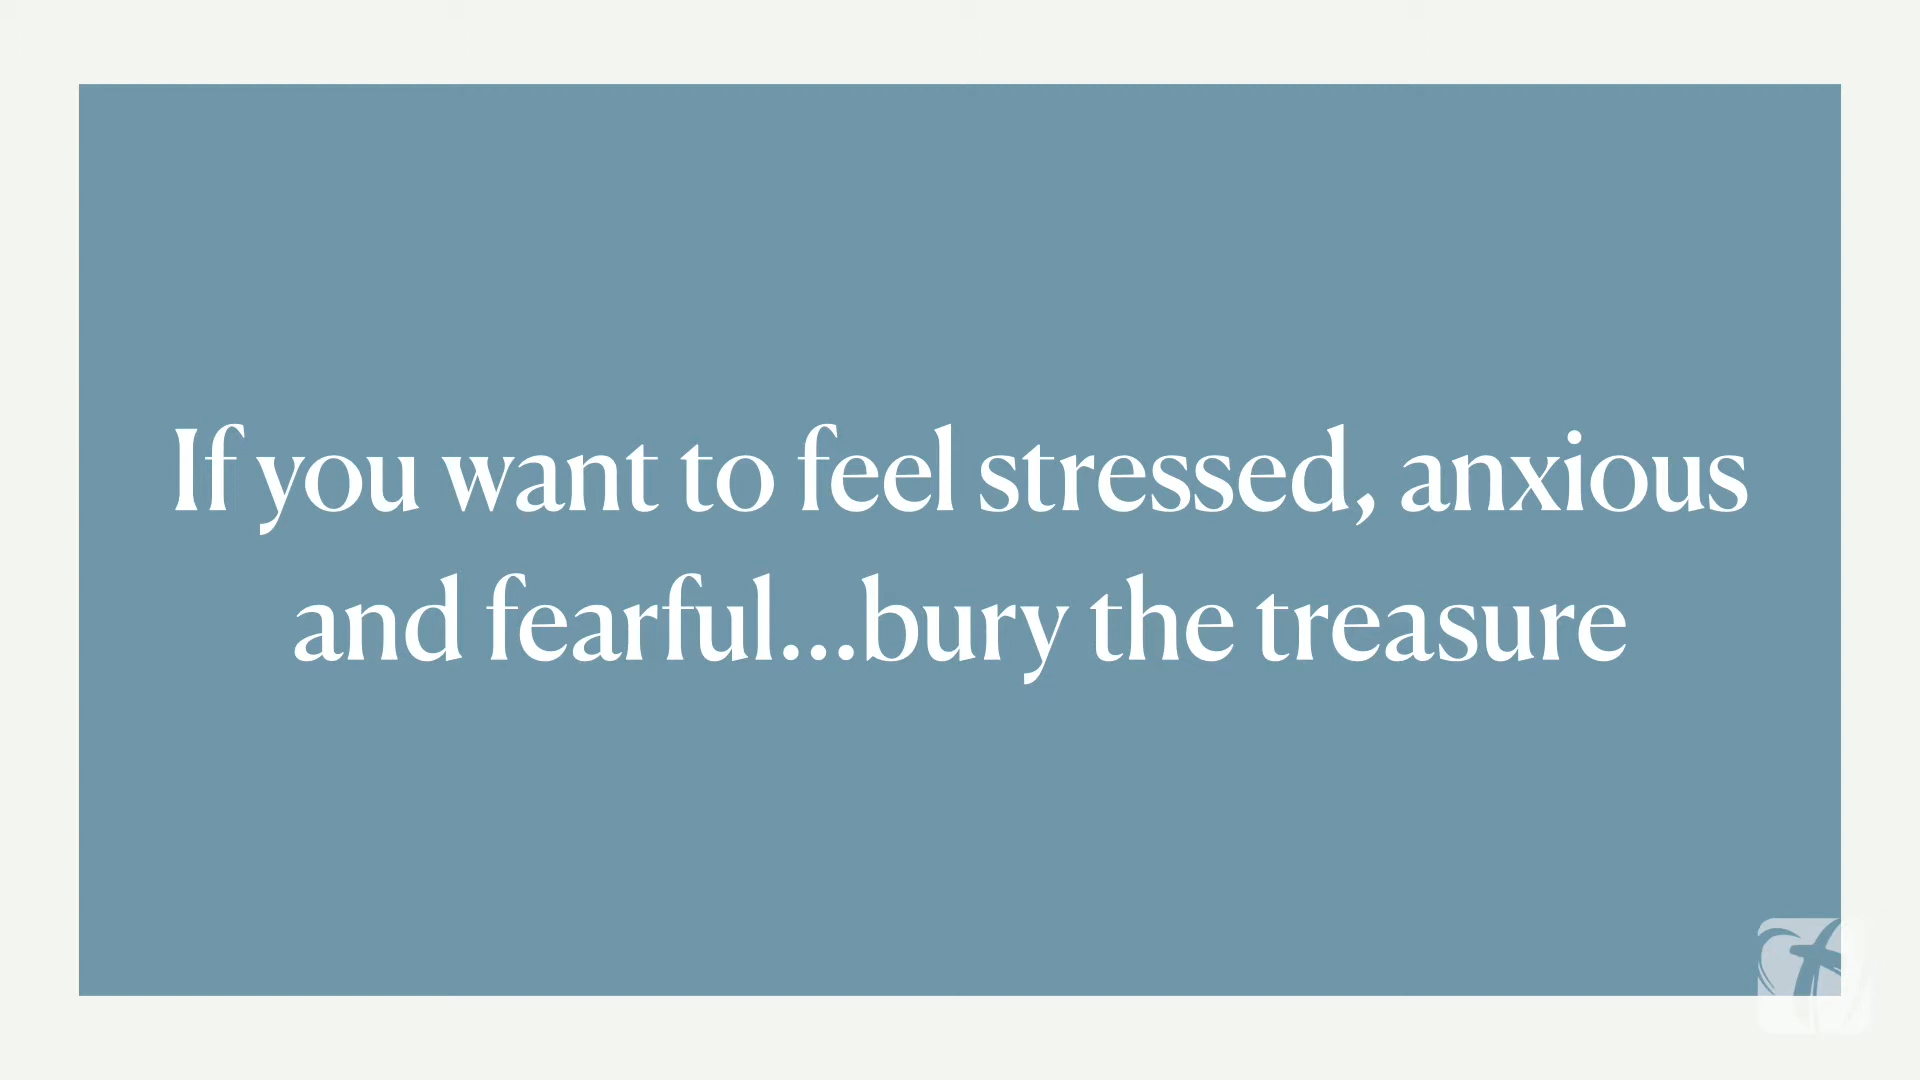 If you want to feel stressed, anxious
and fearful...bury the treasure